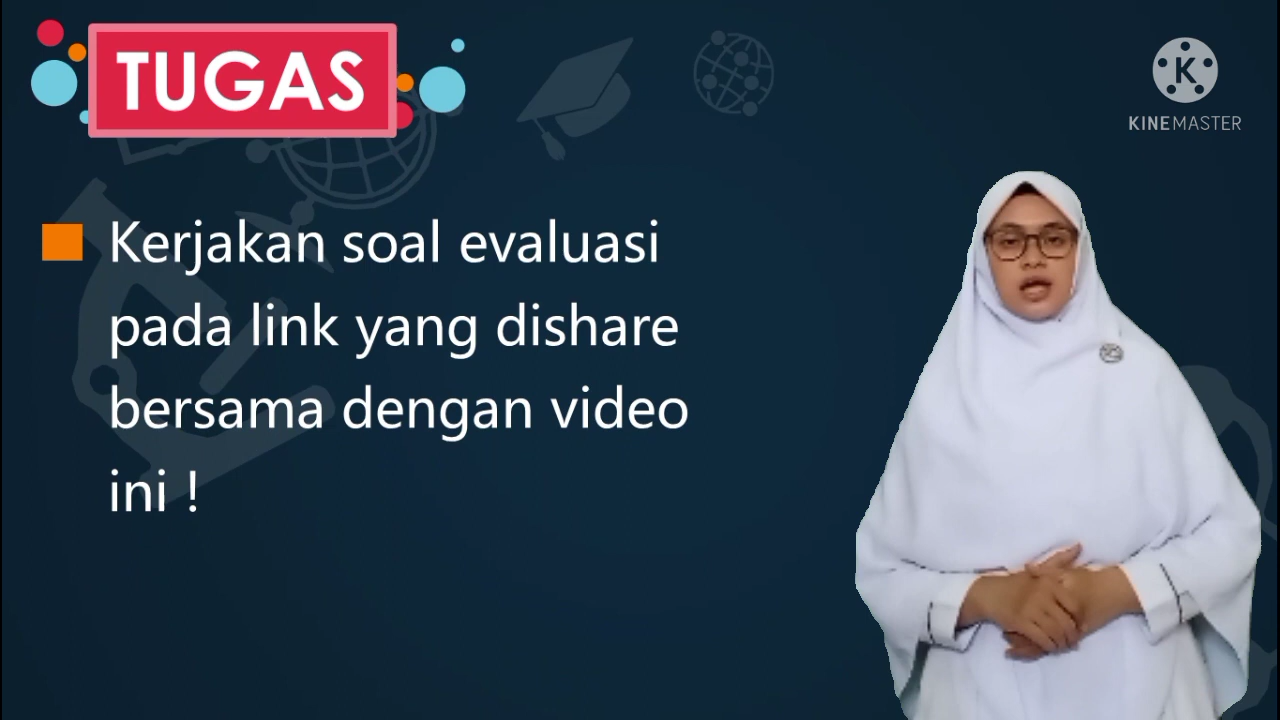 TUGAS
K
KINEMASTER
Kerjakan soal evaluasi
pada link yang dishare
bersama dengan video
ini !